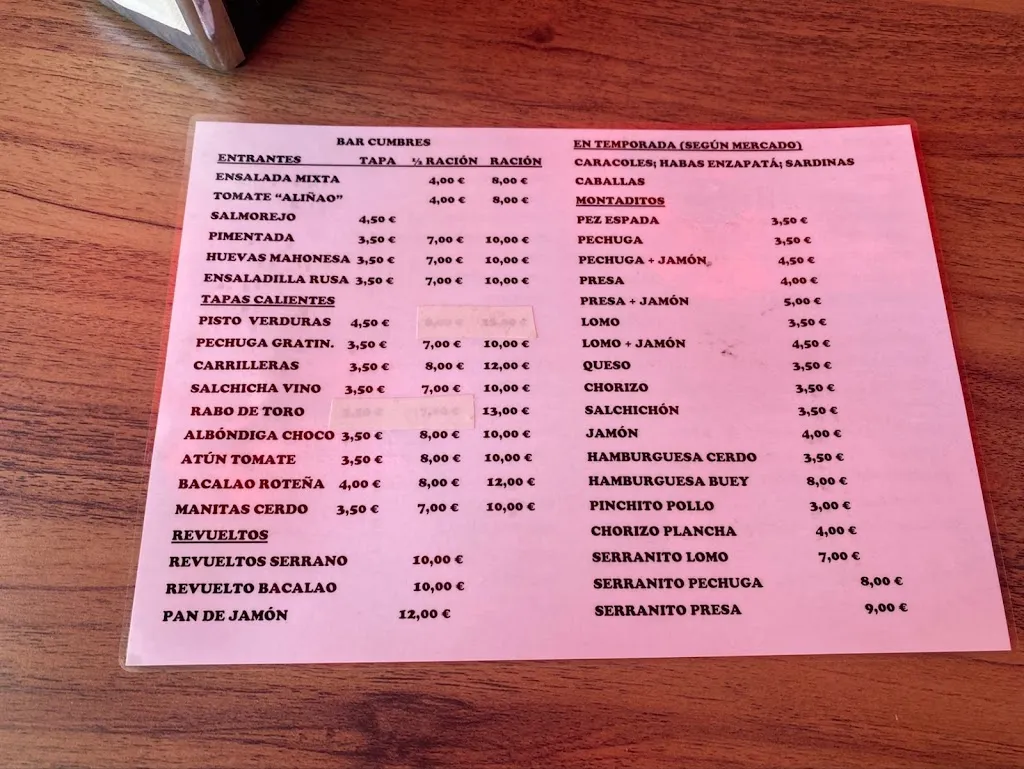 BAR CUMBRES
ENTRANTES TAPA ½ RACIÓN RACIÓN
ENSALADA MIXTA 4,00 € 8,00 €
TOMATE “ALIÑAO” 4,00 € 8,00 €
SALMOREJO 4,50 €
PIMENTADA 3,50 € 7,00 € 10,00 €
HUEVAS MAHONESA 3,50 € 7,00 € 10,00 €
ENSALADILLA RUSA 3,50 € 7,00 € 10,00 €
TAPAS CALIENTES
PISTO VERDURAS 4,50 €
PECHUGA GRATIN. 3,50 € 7,00 € 10,00 €
CARRILLERAS 3,50 € 8,00 € 12,00 €
SALCHICHA VINO 3,50 € 7,00 € 10,00 €
RABO DE TORO 13,00 €
ALBÓNDIGA CHOCO 3,50 € 8,00 € 10,00 €
ATÚN TOMATE 3,50 € 8,00 € 10,00 €
BACALAO ROTEÑA 4,00 € 8,00 € 12,00 €
MANITAS CERDO 3,50 € 7,00 € 10,00 €
REVUELTOS
REVUELTOS SERRANO 10,00 €
REVUELTO BACALAO 10,00 €
PAN DE JAMÓN 12,00 €
EN TEMPORADA (SEGÚN MERCADO)
CARACOLES; HABAS ENZAPATÁ; SARDINAS
CABALLAS
MONTADITOS
PEZ ESPADA 3,50 €
PECHUGA 3,50 €
PECHUGA + JAMÓN 4,50 €
PRESA 4,00 €
PRESA + JAMÓN 5,00 €
LOMO 3,50 €
LOMO + JAMÓN 4,50 €
QUESO 3,50 €
CHORIZO 3,50 €
SALCHICHÓN 3,50 €
JAMÓN 4,00 €
HAMBURGUESA CERDO 3,50 €
HAMBURGUESA BUEY 8,00 €
PINCHITO POLLO 3,00 €
CHORIZO PLANCHA 4,00 €
SERRANITO LOMO 7,00 €
SERRANITO PECHUGA 8,00 €
SERRANITO PRESA 9,00 €